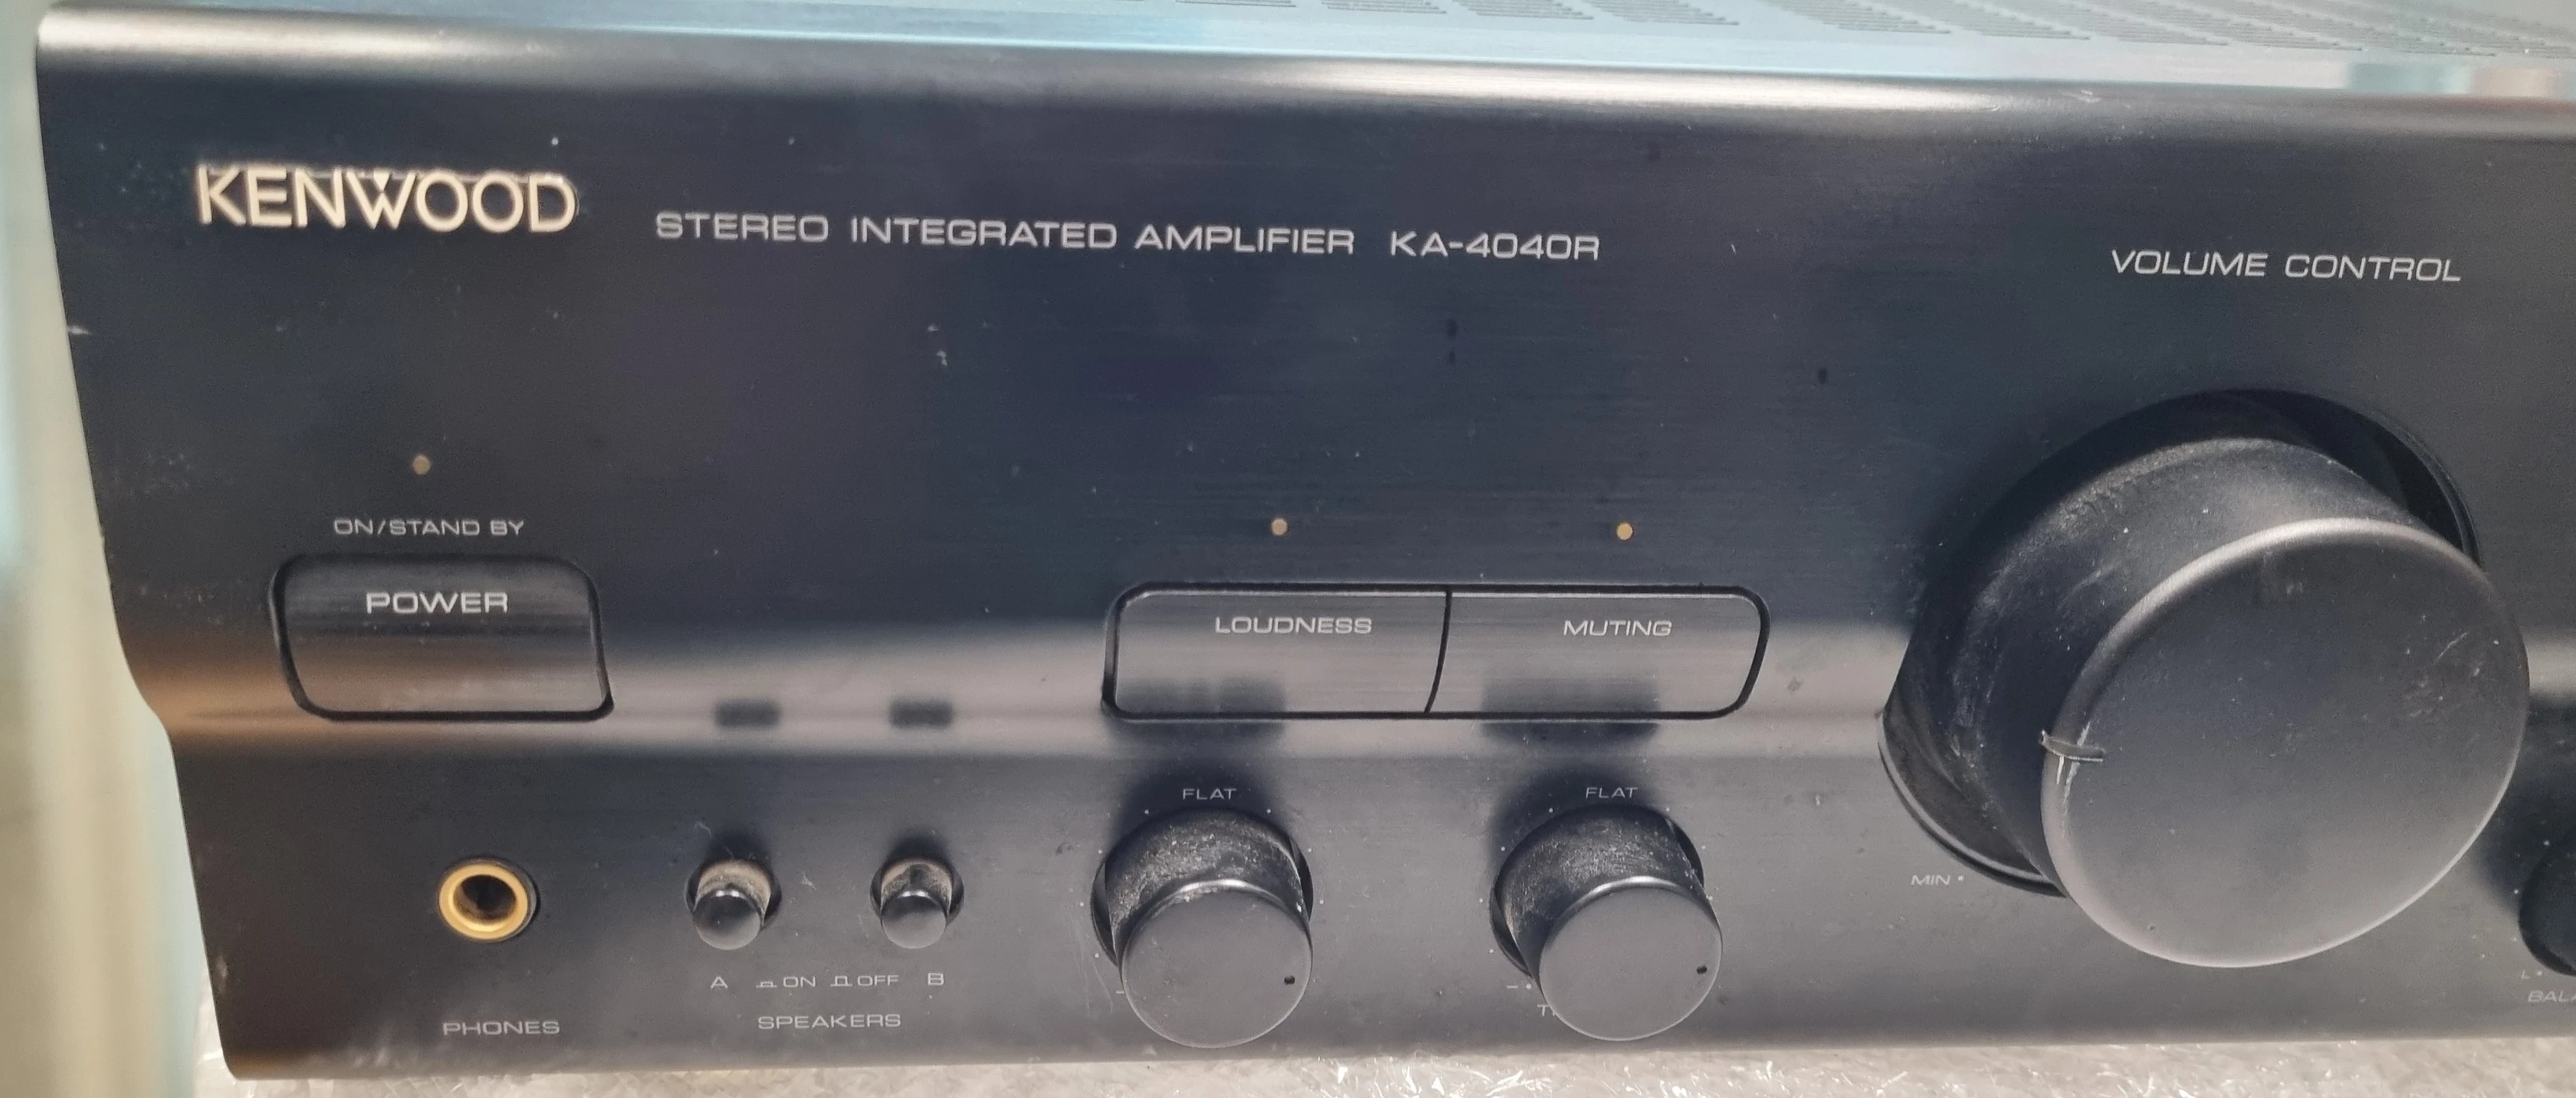 KENWOOD
STEREO INTEGRATED AMPLIFIER KA-4040R
VOLUME CONTROL
ON/STAND BY
POWER
LOUDNESS
MUTING
FLAT
FLAT
MIN
A ON OFF B
SPEAKERS
PHONES
L